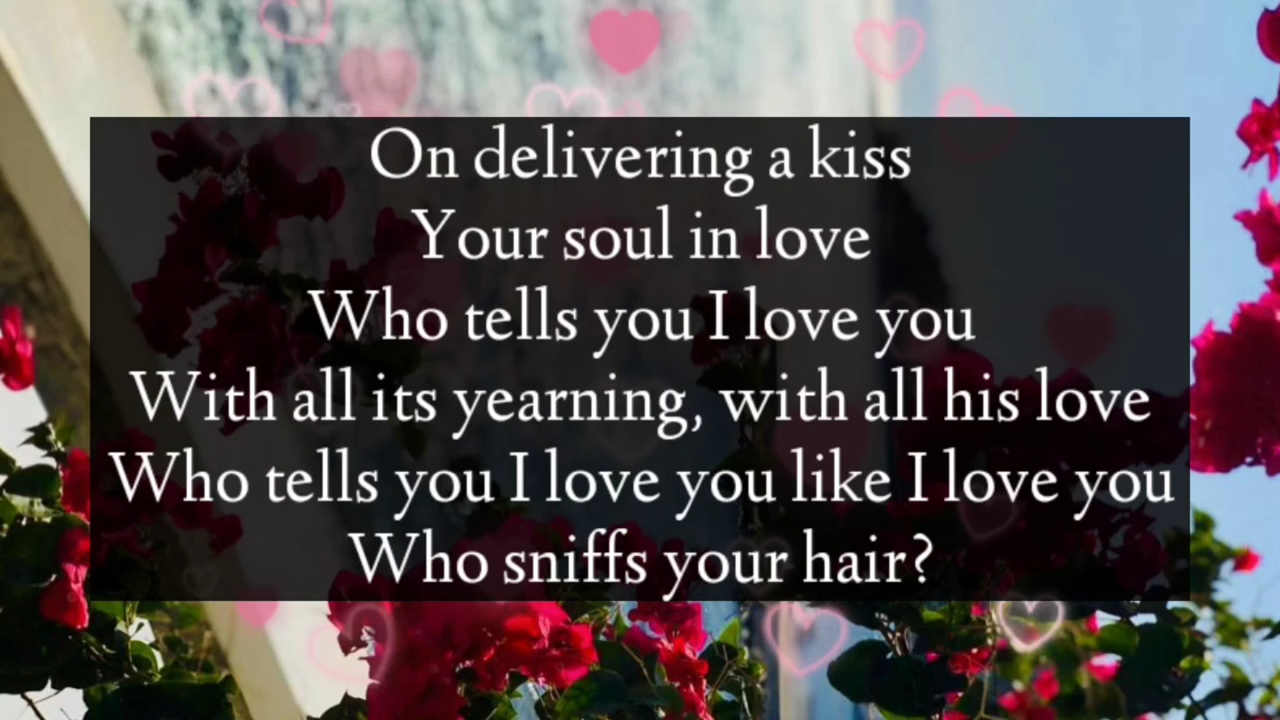 On delivering a kiss
Your soul in love
Who tells you I love you
With all its yearning, with all his love
Who tells you I love you like I love you
Who sniffs your hair?